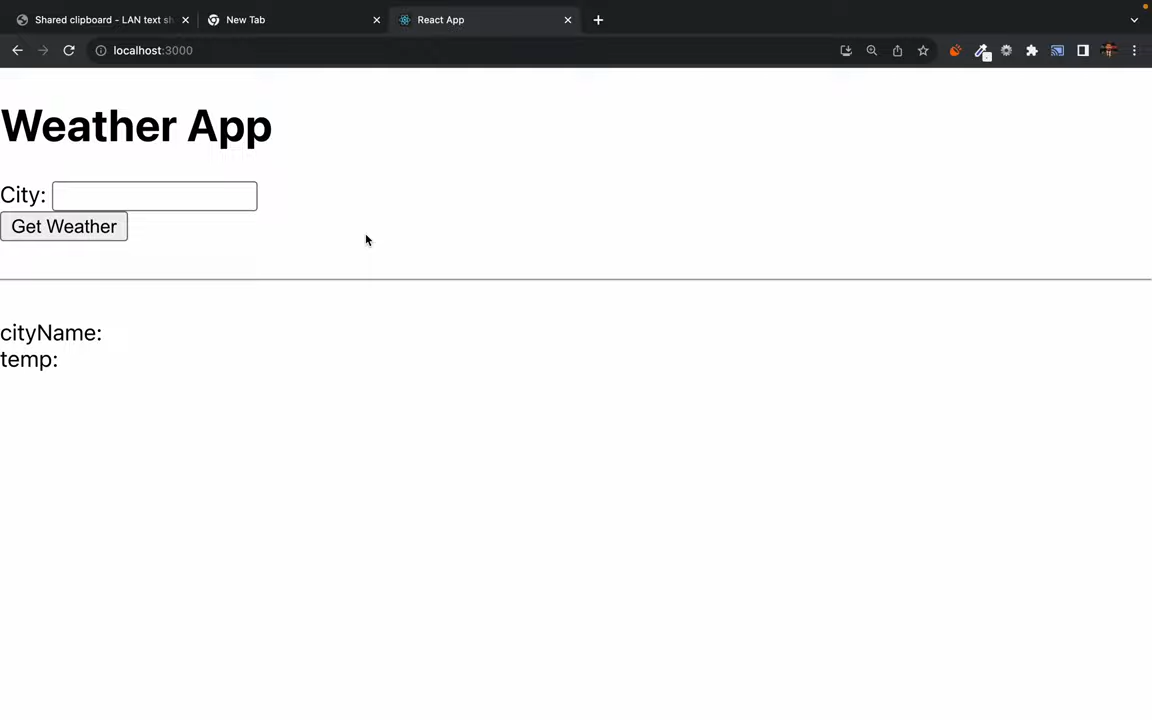 Shared clipboard - LAN text sh
New Tab
React App
localhost:3000
Weather App
City:
Get Weather
cityName:
temp: